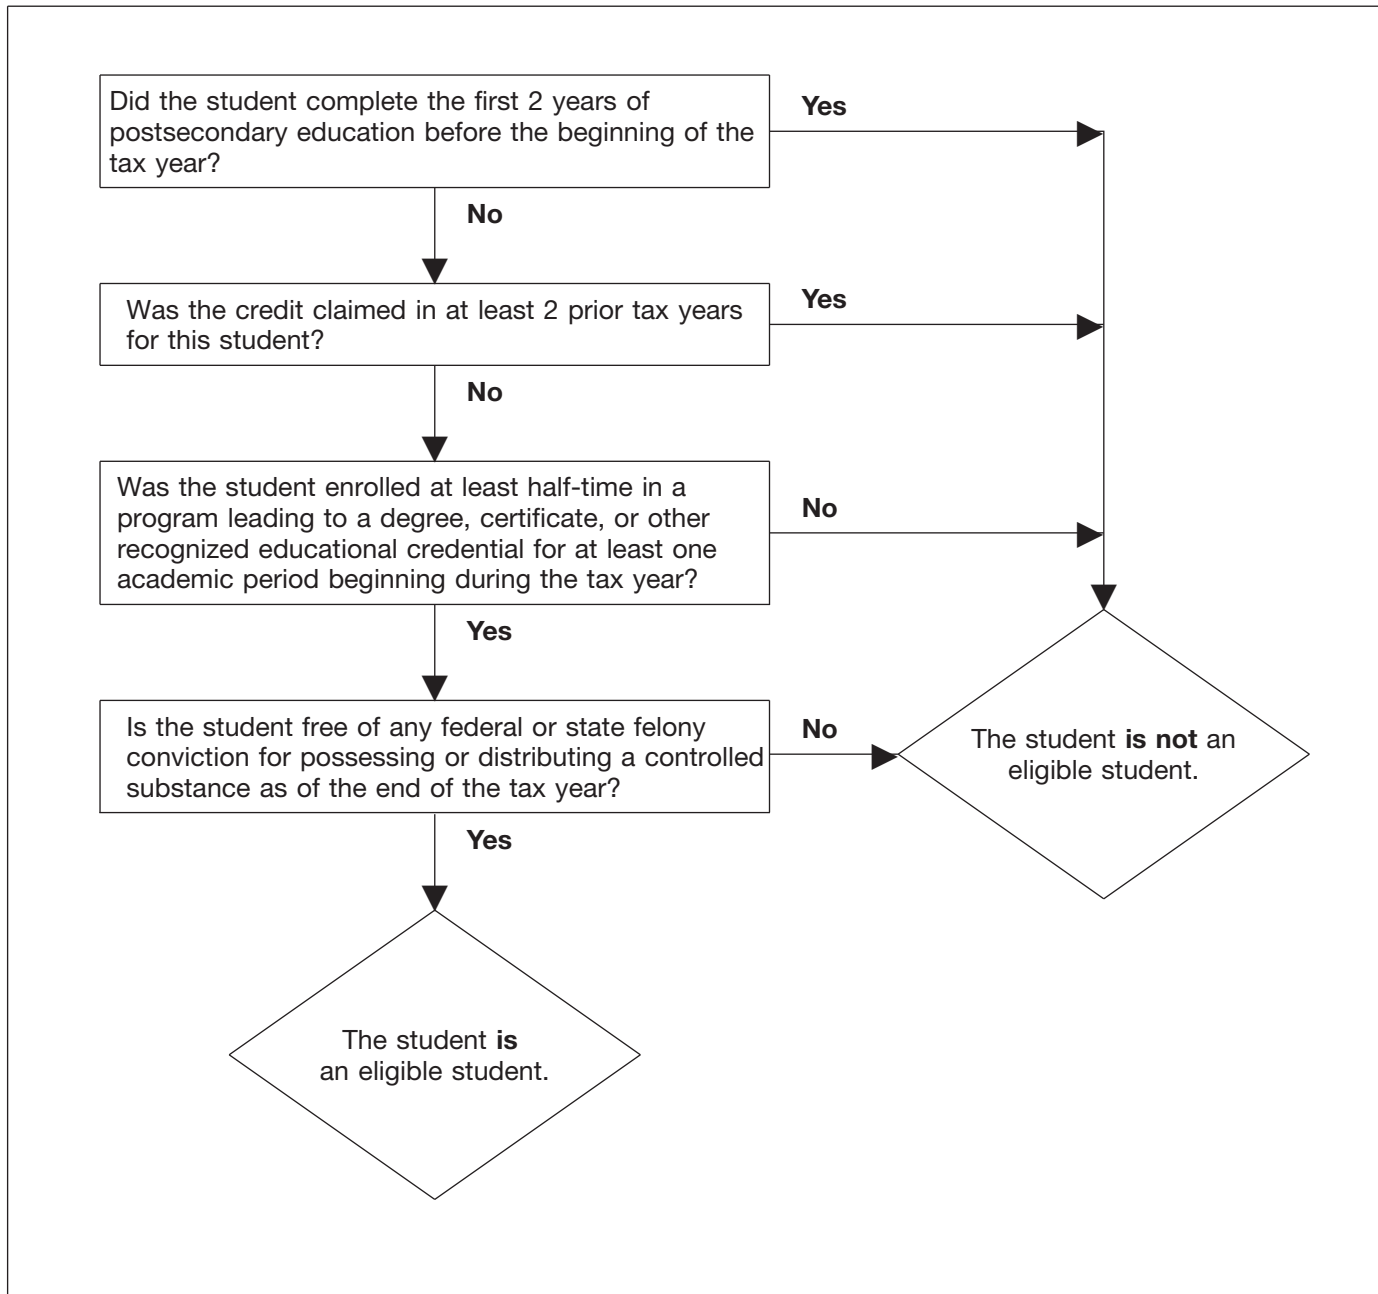 Did the student complete the first 2 years of
postsecondary education before the beginning of the
tax year?
Yes
No
Was the credit claimed in at least 2 prior tax years
for this student?
Yes
No
Was the student enrolled at least half-time in a
program leading to a degree, certificate, or other
recognized educational credential for at least one
academic period beginning during the tax year?
No
Yes
Is the student free of any federal or state felony
conviction for possessing or distributing a controlled
substance as of the end of the tax year?
No
Yes
The student is not an
eligible student.
The student is
an eligible student.